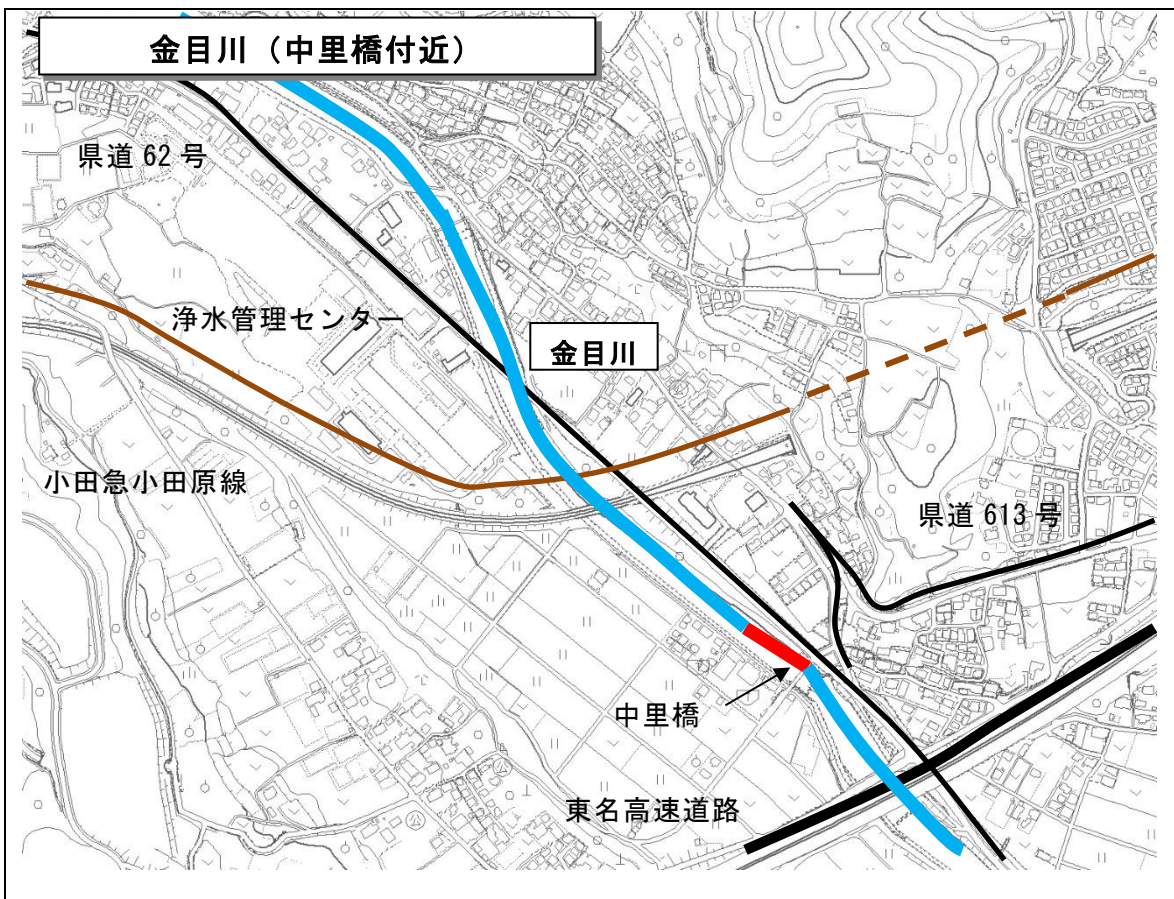 金目川（中里橋付近）
県道 62 号
浄水管理センター
金目川
小田急小田原線
県道 613 号
中里橋
東名高速道路